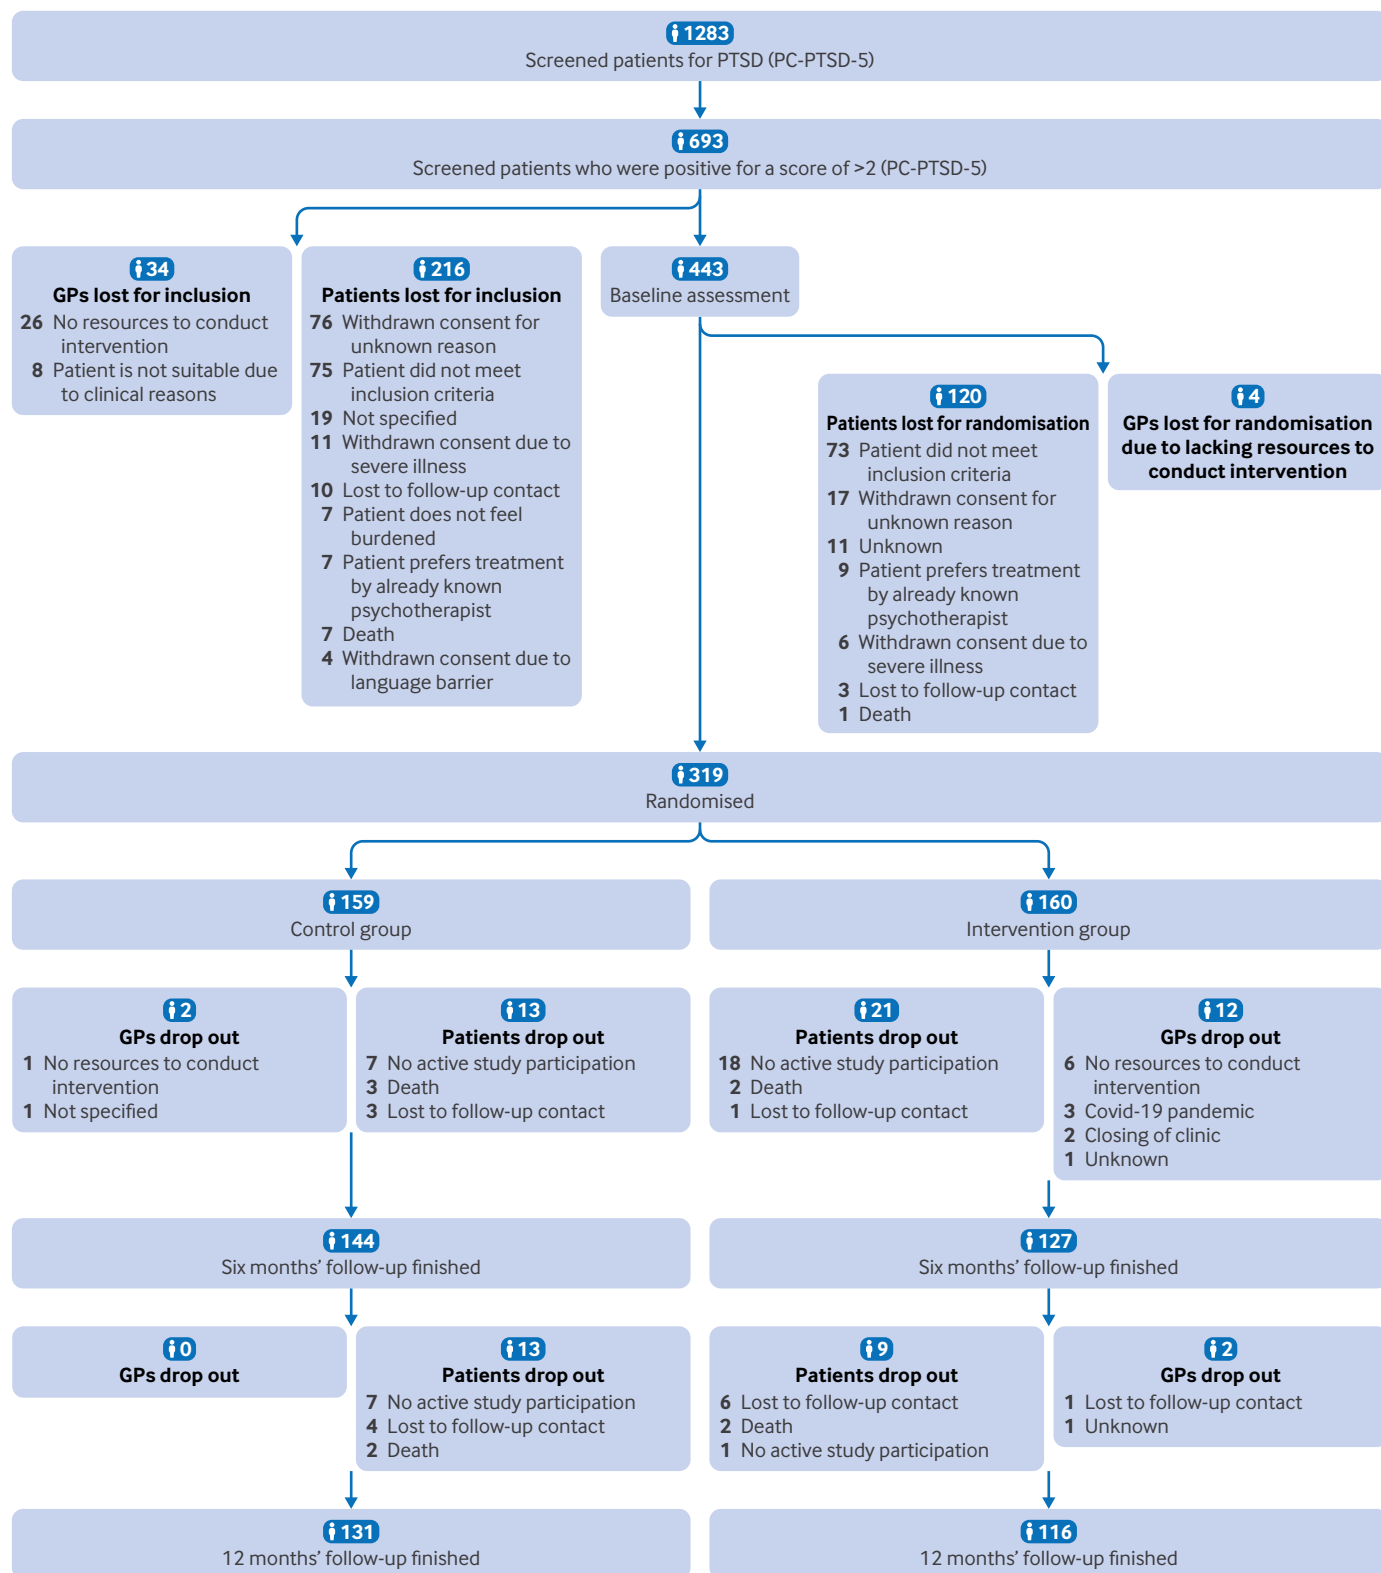 1283
Screened patients for PTSD (PC-PTSD-5)
693
Screened patients who were positive for a score of >2 (PC-PTSD-5)
34
GPs lost for inclusion
26 No resources to conduct
intervention
8 Patient is not suitable due
to clinical reasons
216
Patients lost for inclusion
76 Withdrawn consent for
unknown reason
75 Patient did not meet
inclusion criteria
19 Not specified
11 Withdrawn consent due to
severe illness
10 Lost to follow-up contact
7 Patient does not feel
burdened
7 Patient prefers treatment
by already known
psychotherapist
7 Death
4 Withdrawn consent due to
language barrier
443
Baseline assessment
120
Patients lost for randomisation
73 Patient did not meet
inclusion criteria
17 Withdrawn consent for
unknown reason
11 Unknown
9 Patient prefers treatment
by already known
psychotherapist
6 Withdrawn consent due to
severe illness
3 Lost to follow-up contact
1 Death
4
GPs lost for randomisation
due to lacking resources to
conduct intervention
319
Randomised
159
Control group
160
Intervention group
2
GPs drop out
1 No resources to conduct
intervention
1 Not specified
13
Patients drop out
7 No active study participation
3 Death
3 Lost to follow-up contact
21
Patients drop out
18 No active study participation
2 Death
1 Lost to follow-up contact
12
GPs drop out
6 No resources to conduct
intervention
3 Covid-19 pandemic
2 Closing of clinic
1 Unknown
144
Six months’ follow-up finished
127
Six months’ follow-up finished
0
GPs drop out
13
Patients drop out
7 No active study participation
4 Lost to follow-up contact
2 Death
9
Patients drop out
6 Lost to follow-up contact
2 Death
1 No active study participation
2
GPs drop out
1 Lost to follow-up contact
1 Unknown
131
12 months’ follow-up finished
116
12 months’ follow-up finished